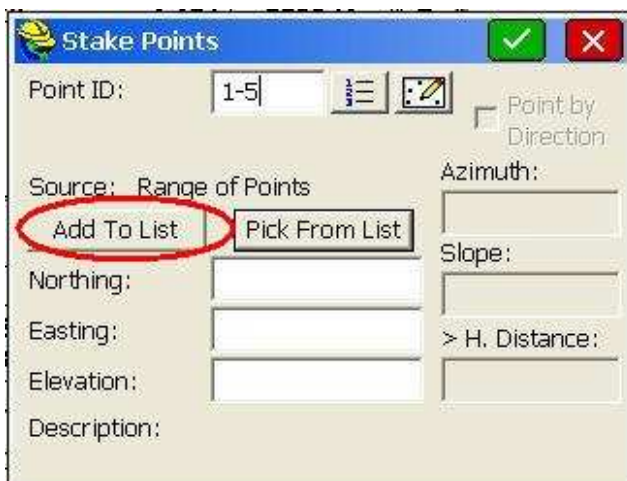 Stake Points
Point ID: 1-5
Point by
Direction
Source: Range of Points
Azimuth:
Add To List Pick From List
Slope:
Northing:
Easting:
> H. Distance:
Elevation:
Description: